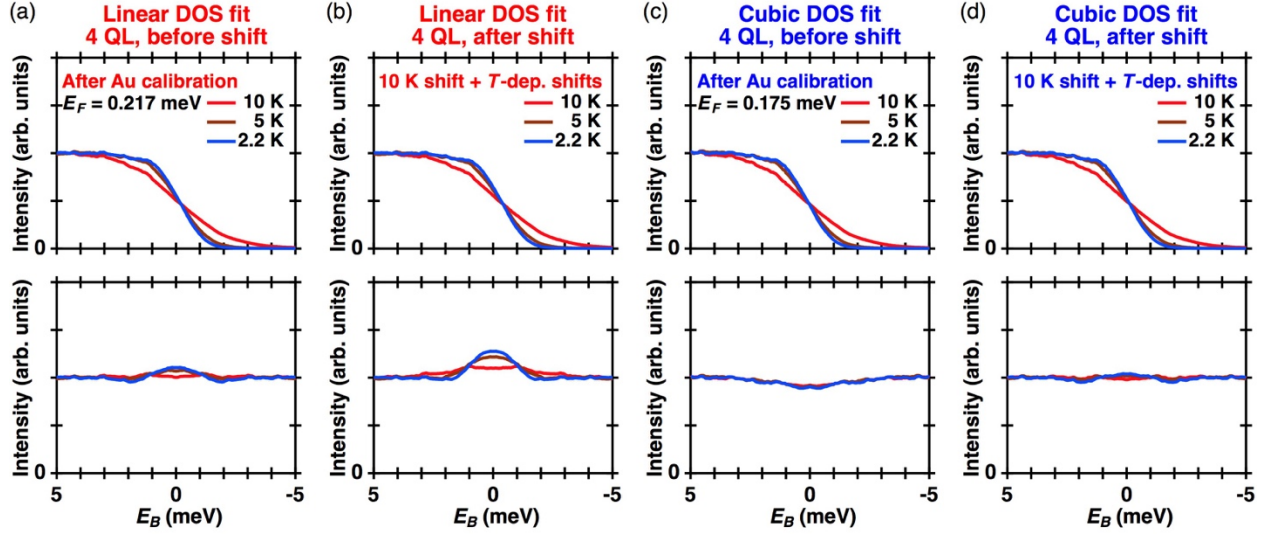 (a)
Linear DOS fit
4 QL, before shift
After Au calibration
E_F = 0.217 meV
10 K
5 K
2.2 K
Intensity (arb. units)
0
Intensity (arb. units)
0
5
0
-5
E_B (meV)
(b)
Linear DOS fit
4 QL, after shift
10 K shift + T-dep. shifts
10 K
5 K
2.2 K
Intensity (arb. units)
0
Intensity (arb. units)
0
5
0
-5
E_B (meV)
(c)
Cubic DOS fit
4 QL, before shift
After Au calibration
E_F = 0.175 meV
10 K
5 K
2.2 K
Intensity (arb. units)
0
Intensity (arb. units)
0
5
0
-5
E_B (meV)
(d)
Cubic DOS fit
4 QL, after shift
10 K shift + T-dep. shifts
10 K
5 K
2.2 K
Intensity (arb. units)
0
Intensity (arb. units)
0
5
0
-5
E_B (meV)